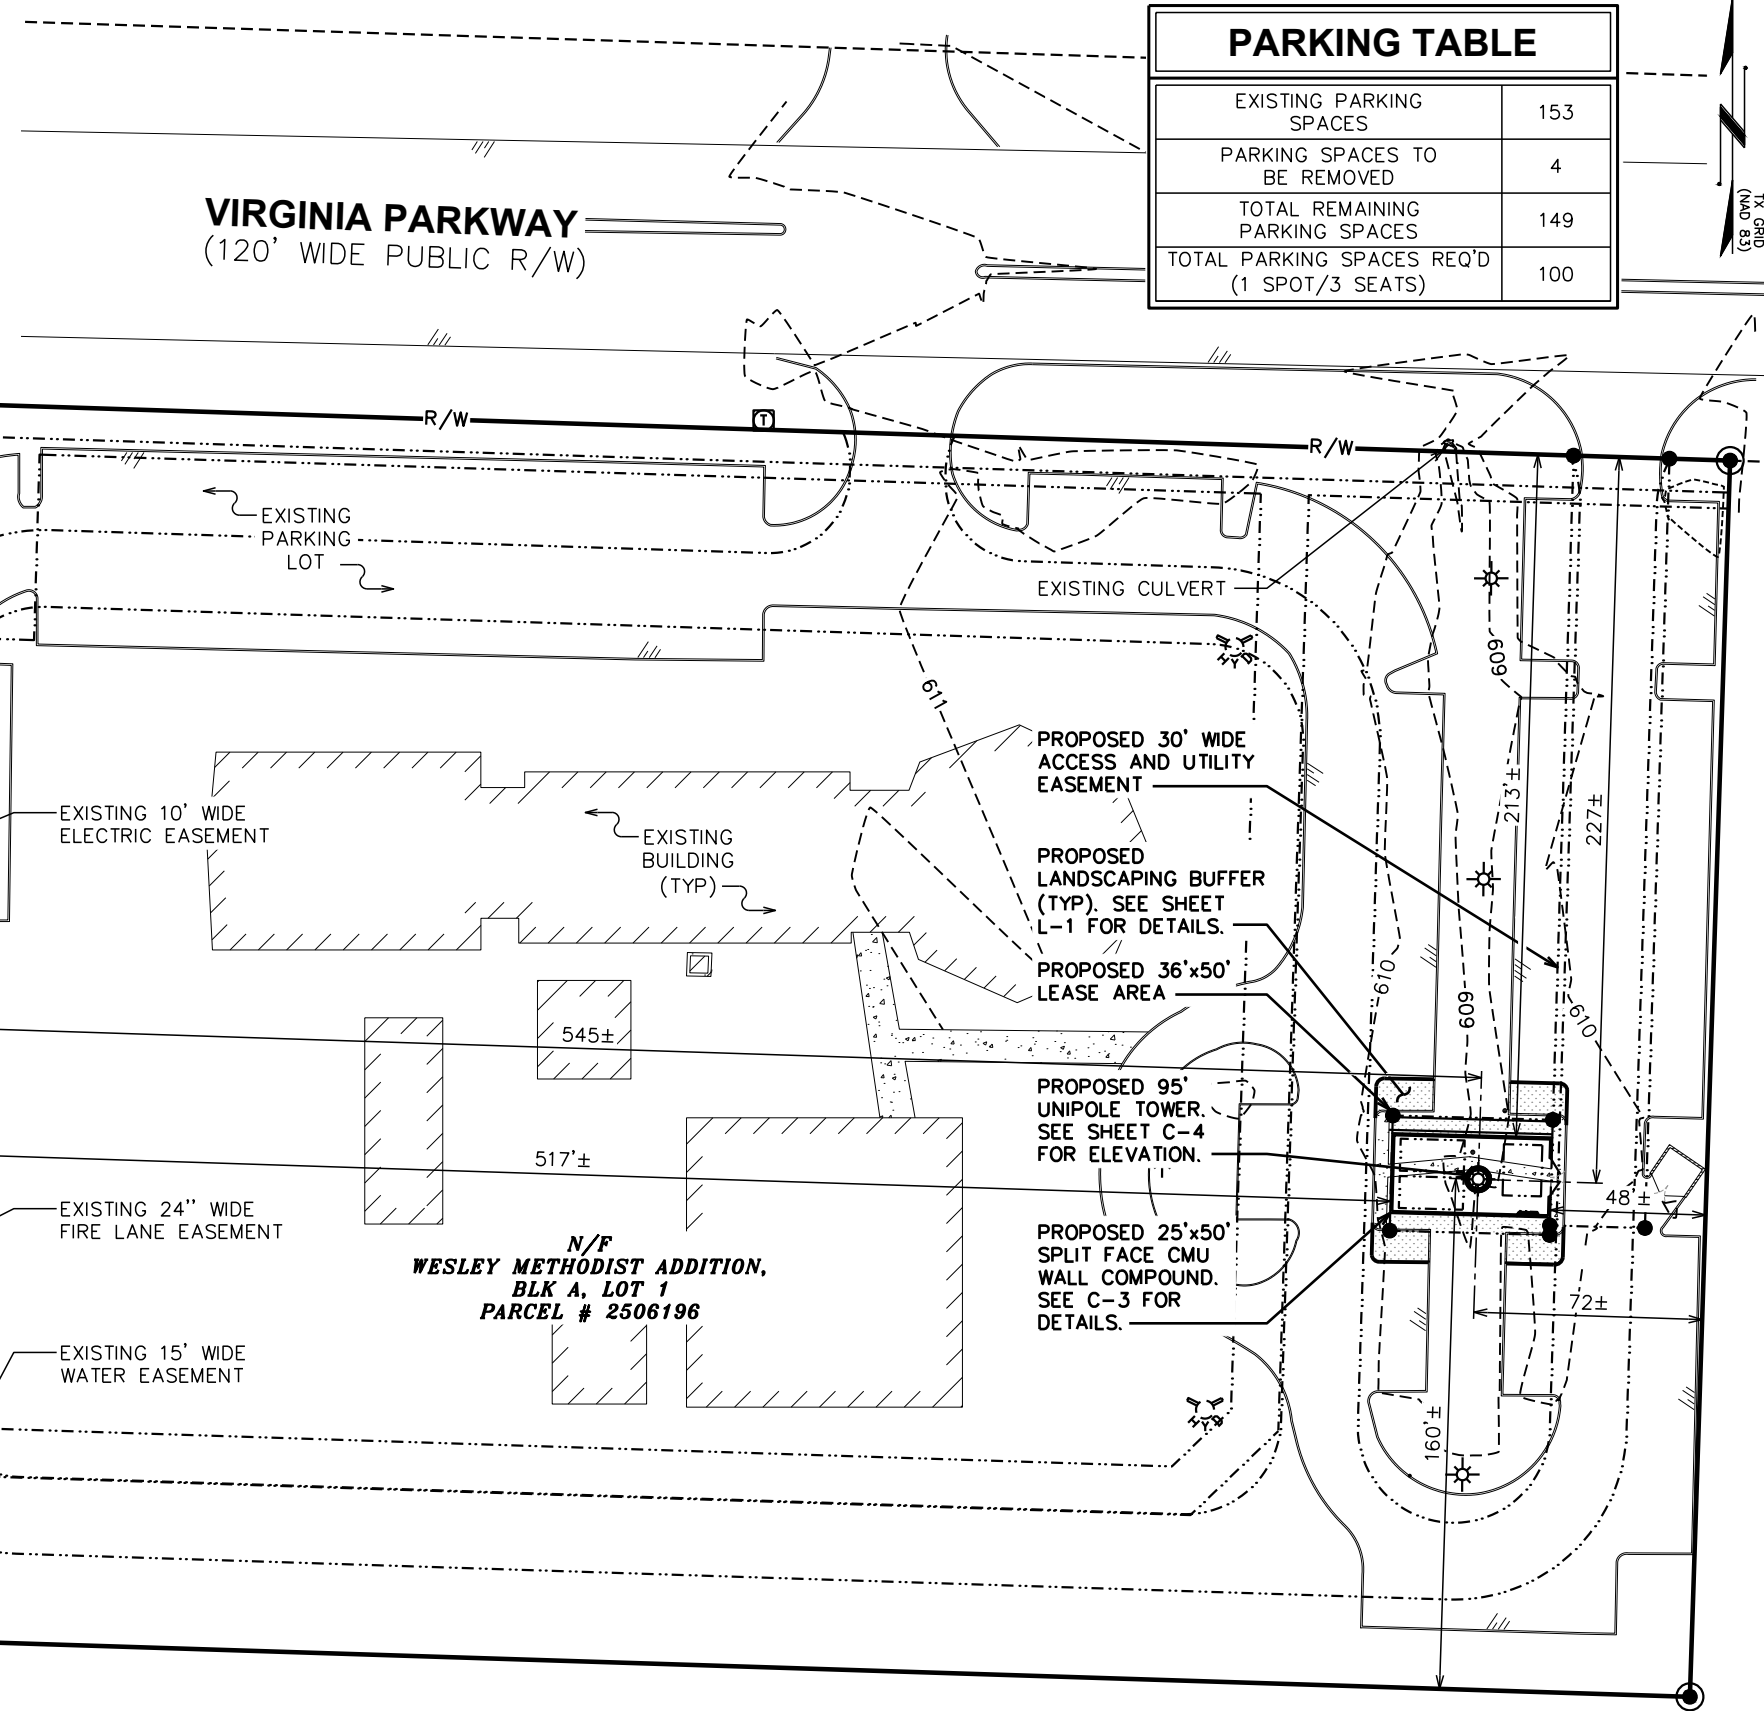 PARKING TABLE
EXISTING PARKING
SPACES
153
PARKING SPACES TO
BE REMOVED
4
TOTAL REMAINING
PARKING SPACES
149
TOTAL PARKING SPACES REQ'D
(1 SPOT/3 SEATS)
100
TX GRID
(NAD 83)
VIRGINIA PARKWAY
(120' WIDE PUBLIC R/W)
R/W
T
R/W
EXISTING
PARKING
LOT
EXISTING CULVERT
HYD
609
611
PROPOSED 30' WIDE
ACCESS AND UTILITY
EASEMENT
213'±
227±
EXISTING 10' WIDE
ELECTRIC EASEMENT
EXISTING
BUILDING
(TYP)
PROPOSED
LANDSCAPING BUFFER
(TYP). SEE SHEET
L-1 FOR DETAILS.
PROPOSED 36'x50'
LEASE AREA
610
609
610
545±
PROPOSED 95'
UNIPOLE TOWER.
SEE SHEET C-4
FOR ELEVATION.
517'±
48'±
EXISTING 24'' WIDE
FIRE LANE EASEMENT
N/F
WESLEY METHODIST ADDITION,
BLK A, LOT 1
PARCEL # 2506196
PROPOSED 25'x50'
SPLIT FACE CMU
WALL COMPOUND.
SEE C-3 FOR
DETAILS.
72±
EXISTING 15' WIDE
WATER EASEMENT
HYD
160'±